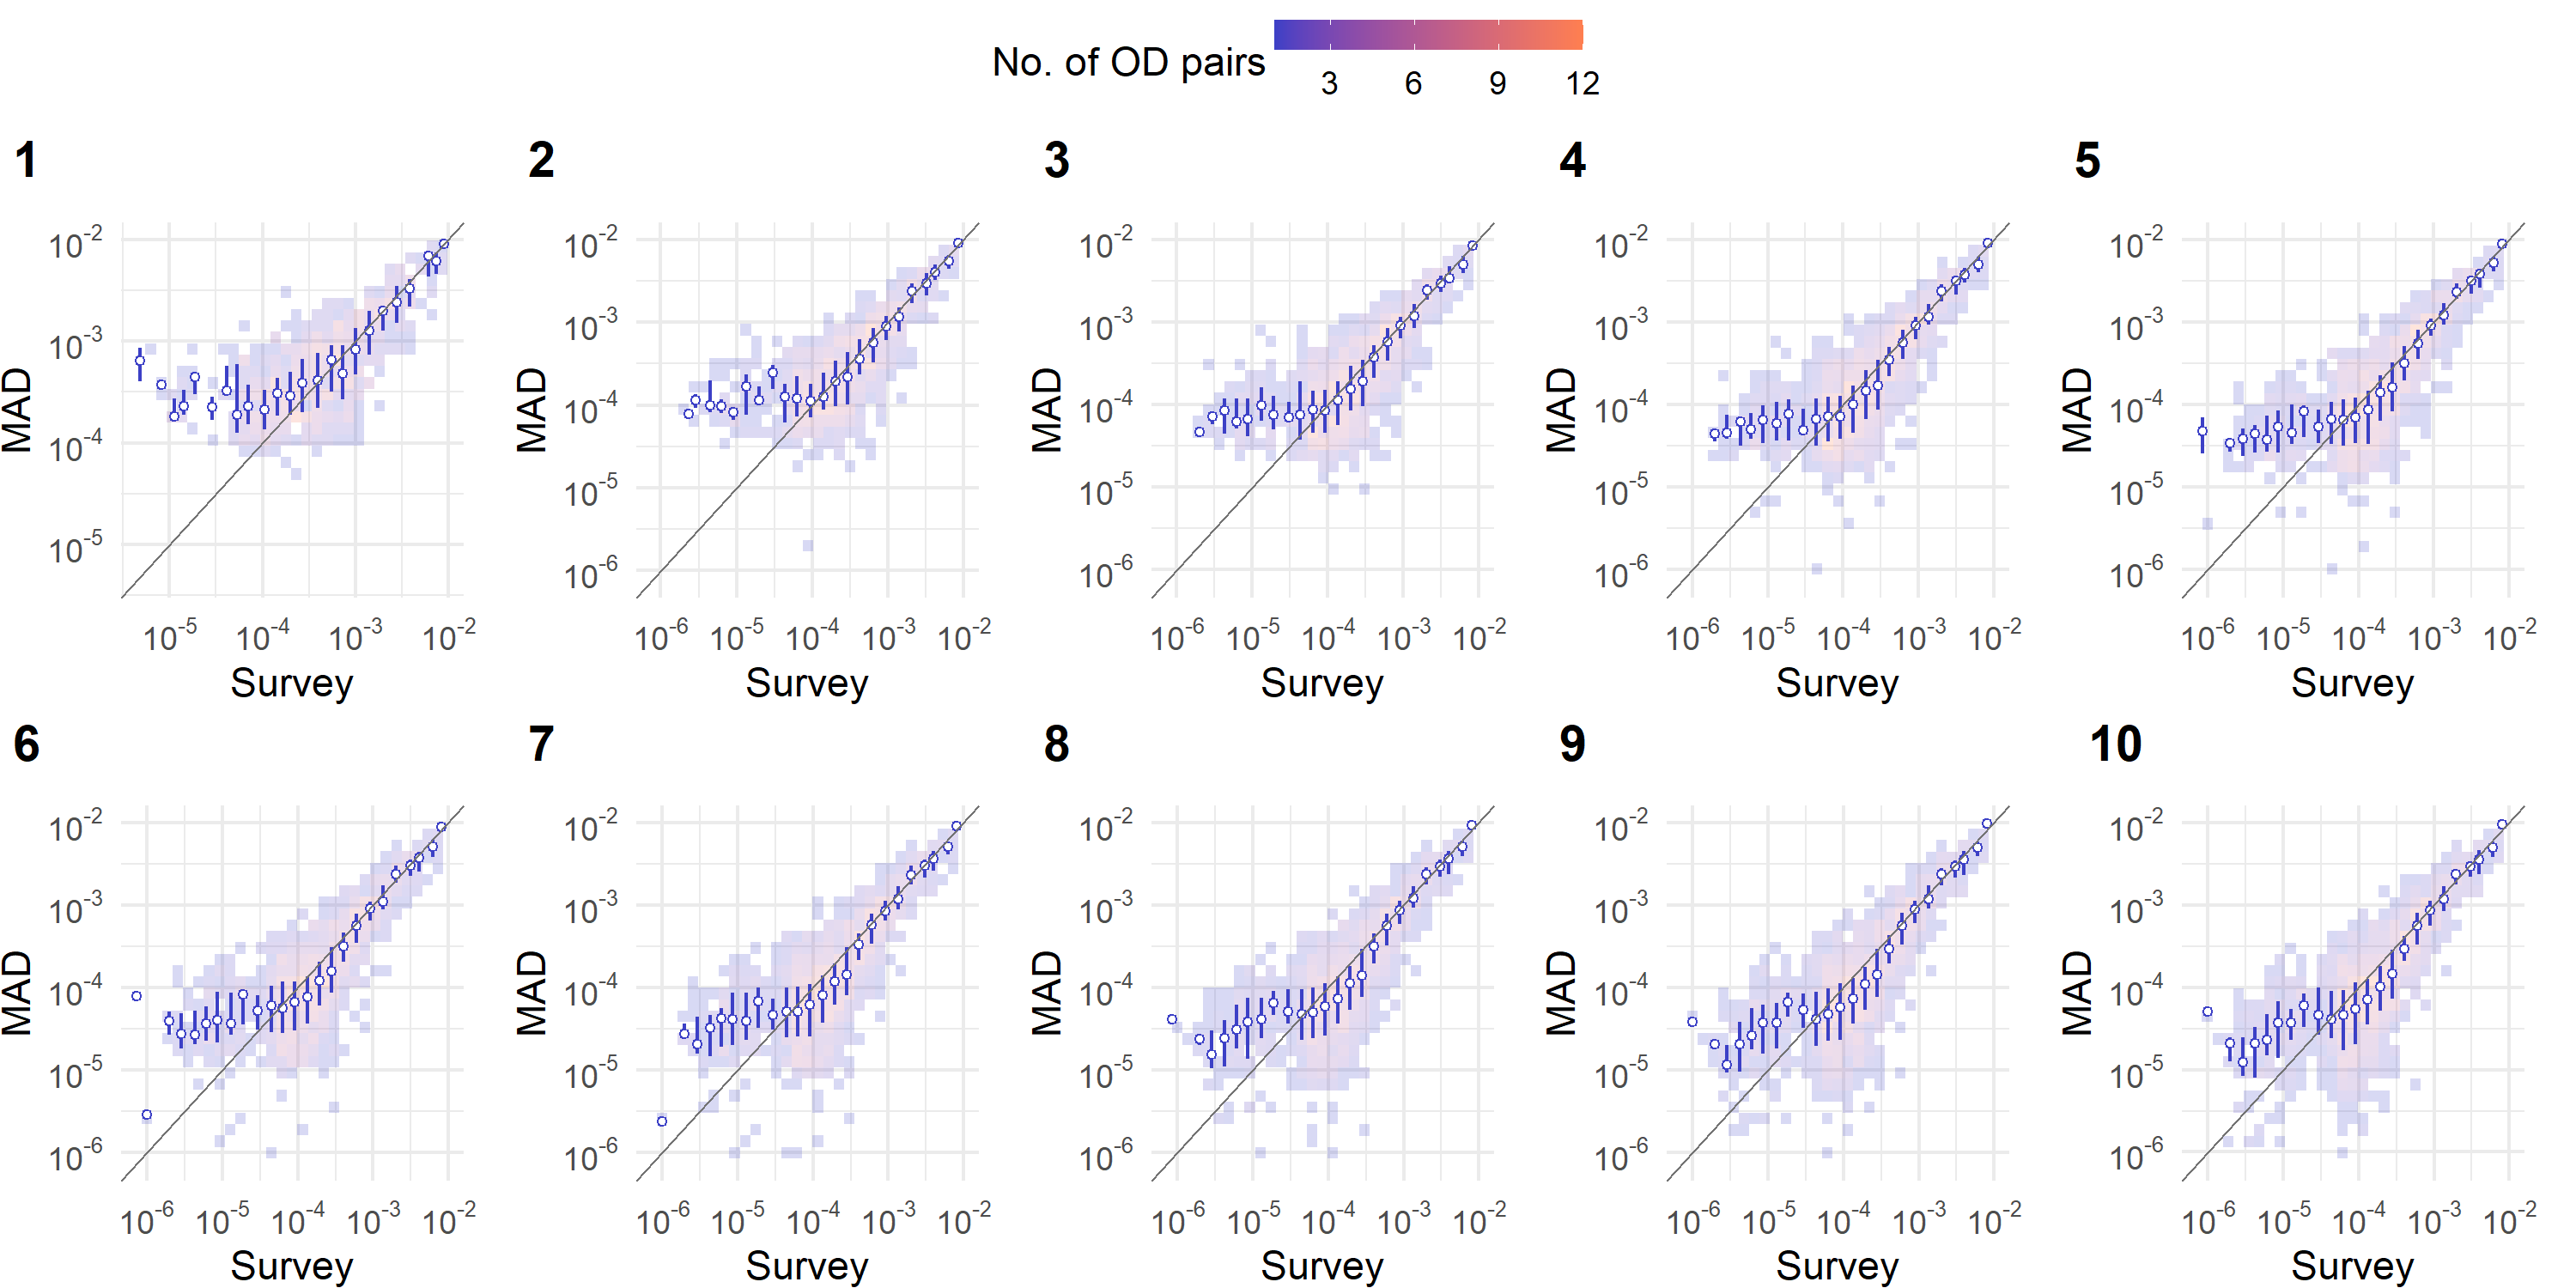 No. of OD pairs
3 6 9 12
1 2 3 4 5
10⁻² 10⁻² 10⁻² 10⁻² 10⁻²
10⁻³ 10⁻³ 10⁻³ 10⁻³ 10⁻³
MAD MAD MAD MAD MAD
10⁻⁴ 10⁻⁴ 10⁻⁴ 10⁻⁴ 10⁻⁴
10⁻⁵ 10⁻⁵ 10⁻⁵ 10⁻⁵ 10⁻⁵
10⁻⁶ 10⁻⁶ 10⁻⁶ 10⁻⁶
10⁻⁵ 10⁻⁴ 10⁻³ 10⁻² 10⁻⁶ 10⁻⁵ 10⁻⁴ 10⁻³ 10⁻² 10⁻⁶ 10⁻⁵ 10⁻⁴ 10⁻³ 10⁻² 10⁻⁶ 10⁻⁵ 10⁻⁴ 10⁻³ 10⁻² 10⁻⁶ 10⁻⁵ 10⁻⁴ 10⁻³ 10⁻²
Survey Survey Survey Survey Survey
6 7 8 9 10
10⁻² 10⁻² 10⁻² 10⁻² 10⁻²
10⁻³ 10⁻³ 10⁻³ 10⁻³ 10⁻³
MAD MAD MAD MAD MAD
10⁻⁴ 10⁻⁴ 10⁻⁴ 10⁻⁴ 10⁻⁴
10⁻⁵ 10⁻⁵ 10⁻⁵ 10⁻⁵ 10⁻⁵
10⁻⁶ 10⁻⁶ 10⁻⁶ 10⁻⁶ 10⁻⁶
10⁻⁶ 10⁻⁵ 10⁻⁴ 10⁻³ 10⁻² 10⁻⁶ 10⁻⁵ 10⁻⁴ 10⁻³ 10⁻² 10⁻⁶ 10⁻⁵ 10⁻⁴ 10⁻³ 10⁻² 10⁻⁶ 10⁻⁵ 10⁻⁴ 10⁻³ 10⁻² 10⁻⁶ 10⁻⁵ 10⁻⁴ 10⁻³ 10⁻²
Survey Survey Survey Survey Survey